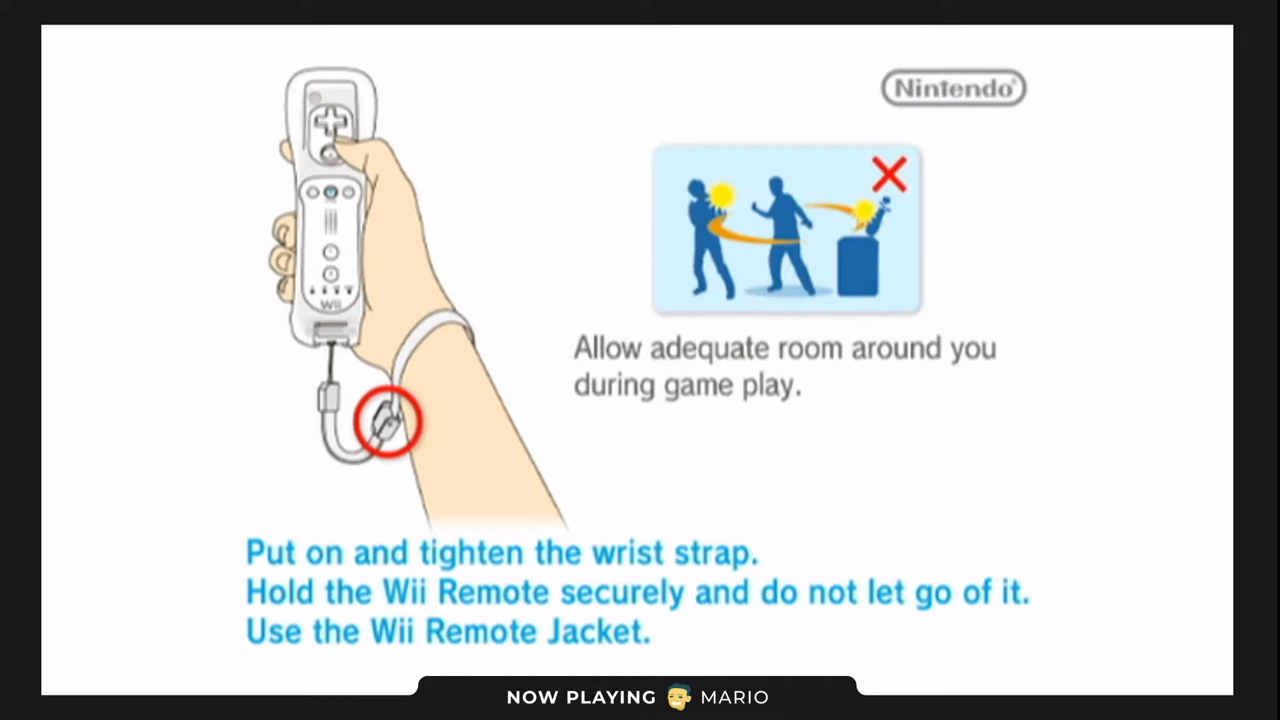 Nintendo®
Wii
Allow adequate room around you
during game play.
Put on and tighten the wrist strap.
Hold the Wii Remote securely and do not let go of it.
Use the Wii Remote Jacket.
NOW PLAYING MARIO